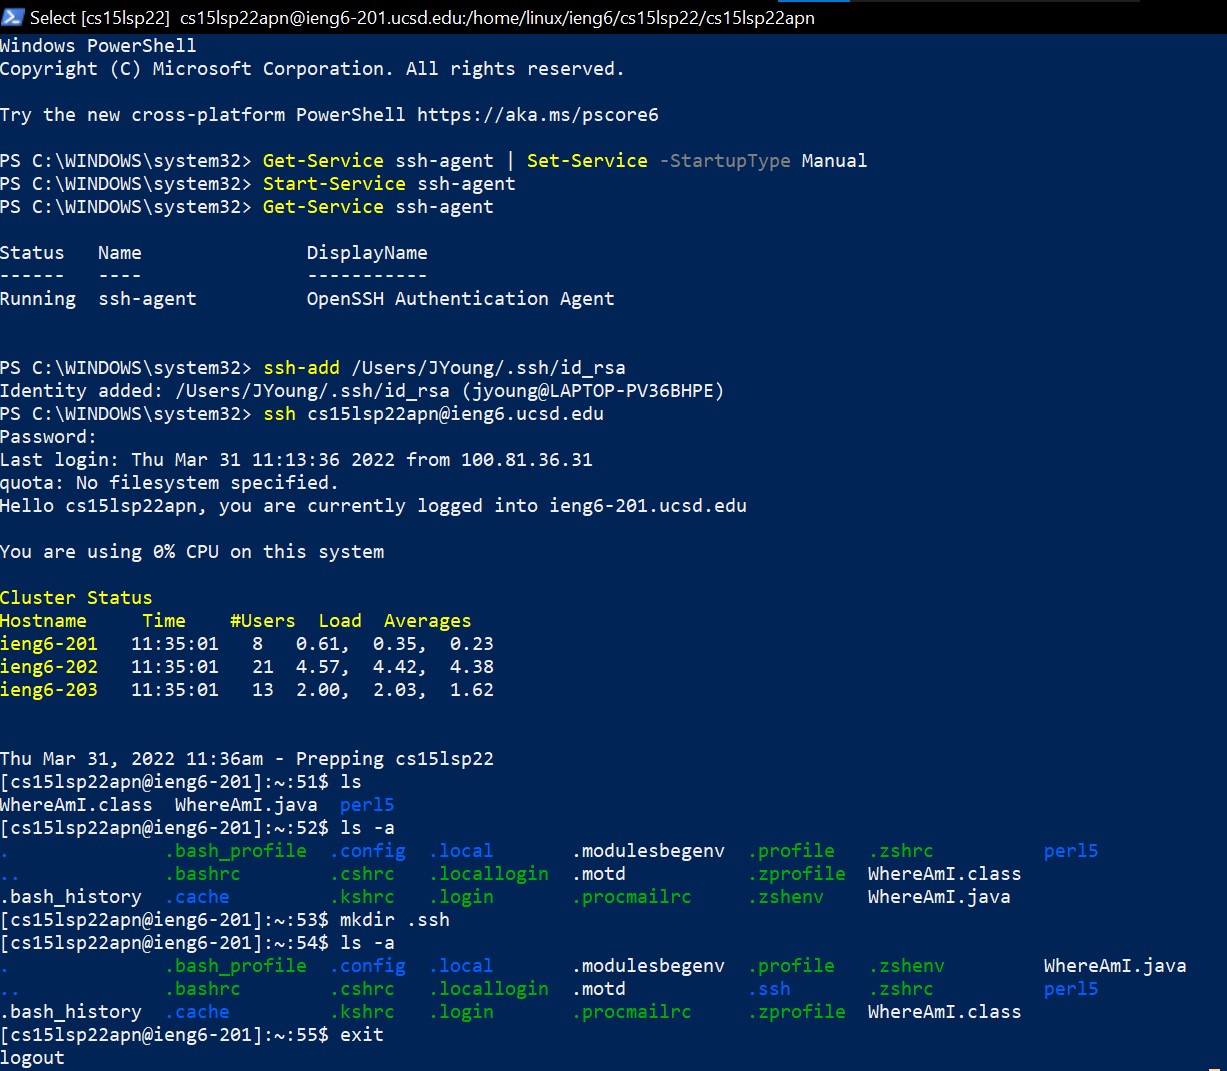 Select [cs15lsp22]  cs15lsp22apn@ieng6-201.ucsd.edu:/home/linux/ieng6/cs15lsp22/cs15lsp22apn
Windows PowerShell
Copyright (C) Microsoft Corporation. All rights reserved.
Try the new cross-platform PowerShell https://aka.ms/pscore6
PS C:\WINDOWS\system32> Get-Service ssh-agent | Set-Service -StartupType Manual
PS C:\WINDOWS\system32> Start-Service ssh-agent
PS C:\WINDOWS\system32> Get-Service ssh-agent
Status   Name               DisplayName
------   ----               -----------
Running  ssh-agent          OpenSSH Authentication Agent
PS C:\WINDOWS\system32> ssh-add /Users/JYoung/.ssh/id_rsa
Identity added: /Users/JYoung/.ssh/id_rsa (jyoung@LAPTOP-PV36BHPE)
PS C:\WINDOWS\system32> ssh cs15lsp22apn@ieng6.ucsd.edu
Password:
Last login: Thu Mar 31 11:13:36 2022 from 100.81.36.31
quota: No filesystem specified.
Hello cs15lsp22apn, you are currently logged into ieng6-201.ucsd.edu
You are using 0% CPU on this system
Cluster Status
Hostname     Time    #Users  Load  Averages
ieng6-201   11:35:01   8   0.61,  0.35,  0.23
ieng6-202   11:35:01   21  4.57,  4.42,  4.38
ieng6-203   11:35:01   13  2.00,  2.03,  1.62
Thu Mar 31, 2022 11:36am - Prepping cs15lsp22
[cs15lsp22apn@ieng6-201]:~:51$ ls
WhereAmI.class  WhereAmI.java  perl5
[cs15lsp22apn@ieng6-201]:~:52$ ls -a
.              .bash_profile  .config  .local       .modulesbegenv  .profile   .zshrc          perl5
..             .bashrc        .cshrc   .locallogin  .motd           .zprofile  WhereAmI.class
.bash_history  .cache         .kshrc   .login       .procmailrc     .zshenv    WhereAmI.java
[cs15lsp22apn@ieng6-201]:~:53$ mkdir .ssh
[cs15lsp22apn@ieng6-201]:~:54$ ls -a
.              .bash_profile  .config  .local       .modulesbegenv  .profile   .zshenv         WhereAmI.java
..             .bashrc        .cshrc   .locallogin  .motd           .ssh       .zshrc          perl5
.bash_history  .cache         .kshrc   .login       .procmailrc     .zprofile  WhereAmI.class
[cs15lsp22apn@ieng6-201]:~:55$ exit
logout